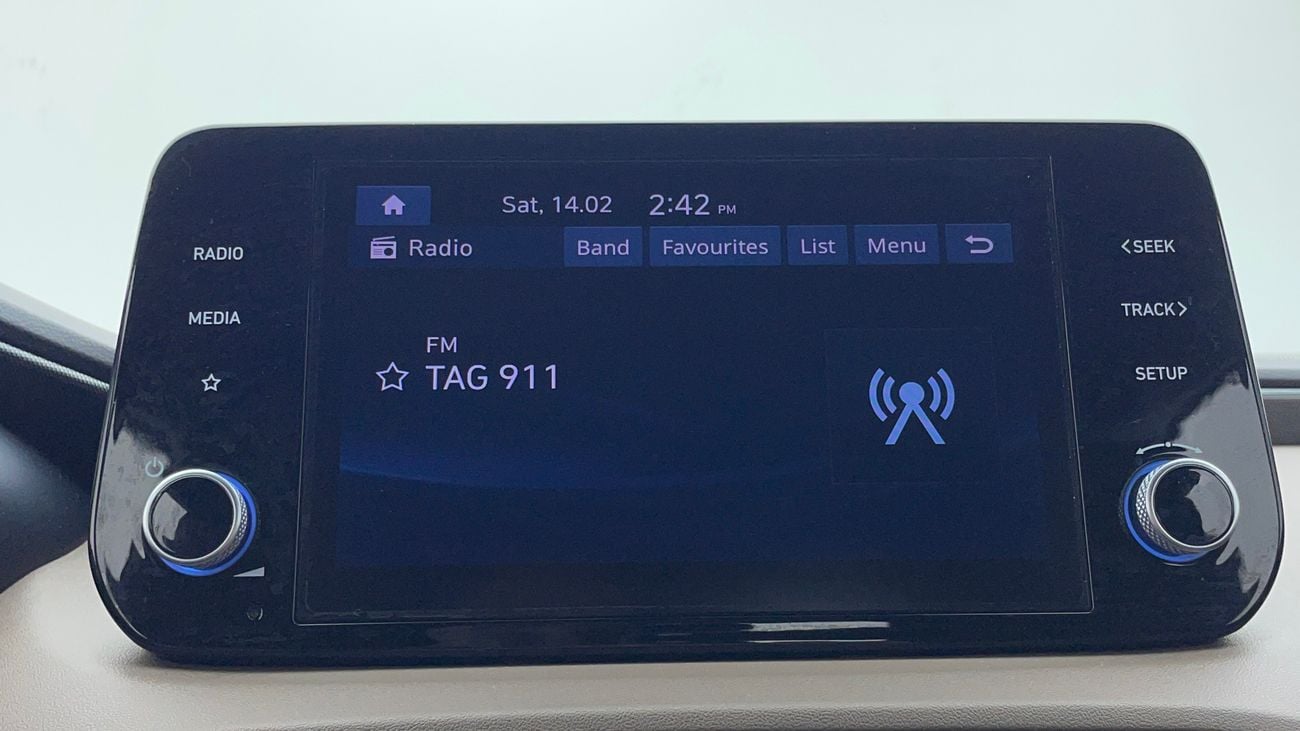 Sat, 14.02 2:42 PM
Radio Band Favourites List Menu
RADIO
MEDIA
FM
TAG 911
<SEEK
TRACK>
SETUP